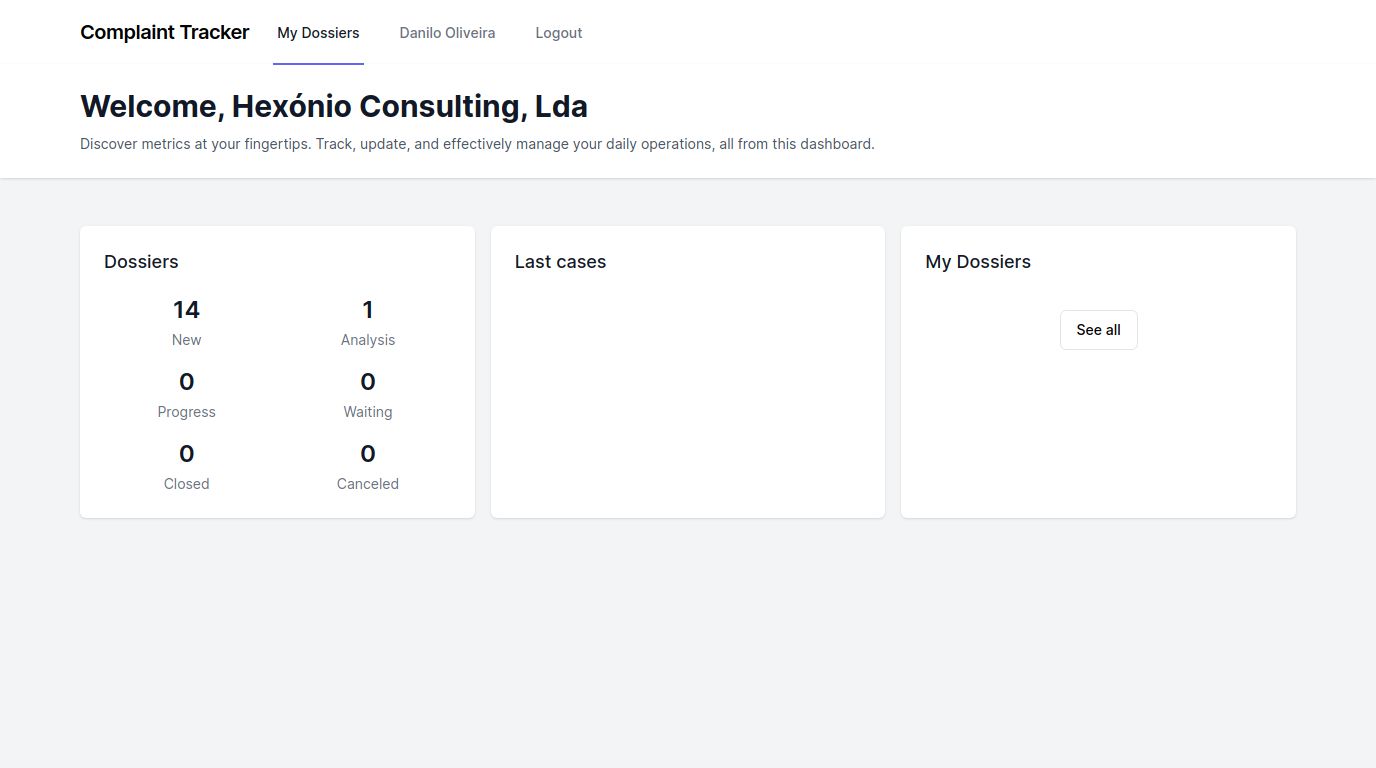 Complaint Tracker My Dossiers Danilo Oliveira Logout
Welcome, Hexónio Consulting, Lda
Discover metrics at your fingertips. Track, update, and effectively manage your daily operations, all from this dashboard.
Dossiers
14
New
1
Analysis
0
Progress
0
Waiting
0
Closed
0
Canceled
Last cases
My Dossiers
See all